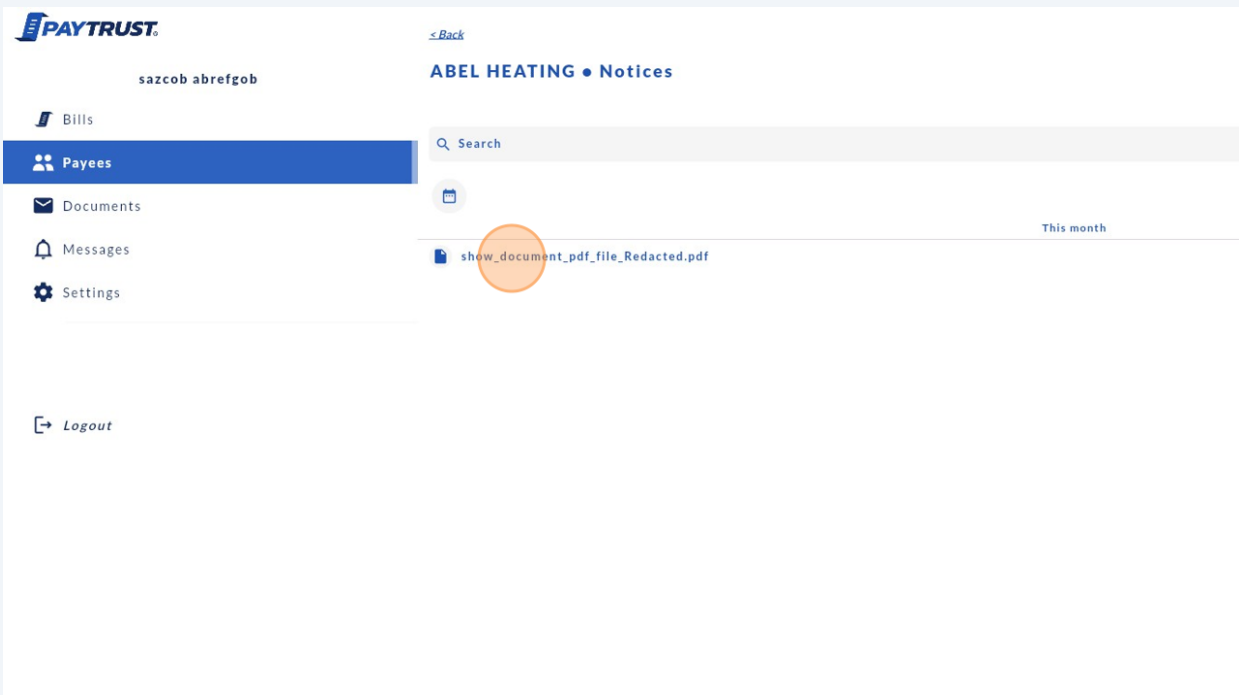 PAYTRUST
sazcob abrefgob
Bills
Payees
Documents
Messages
Settings
Logout
< Back
ABEL HEATING • Notices
Search
This month
show_document_pdf_file_Redacted.pdf